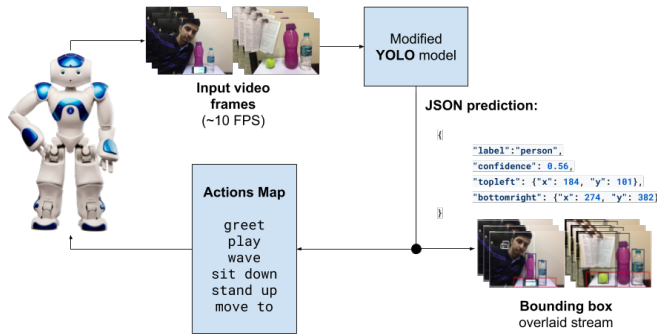 Input video
frames
(~10 FPS)
Modified
YOLO model
JSON prediction:
{
"label":"person",
"confidence": 0.56,
"topleft": {"x": 184, "y": 101},
"bottomright": {"x": 274, "y": 382}
}
Actions Map
greet
play
wave
sit down
stand up
move to
Bounding box
overlaid stream